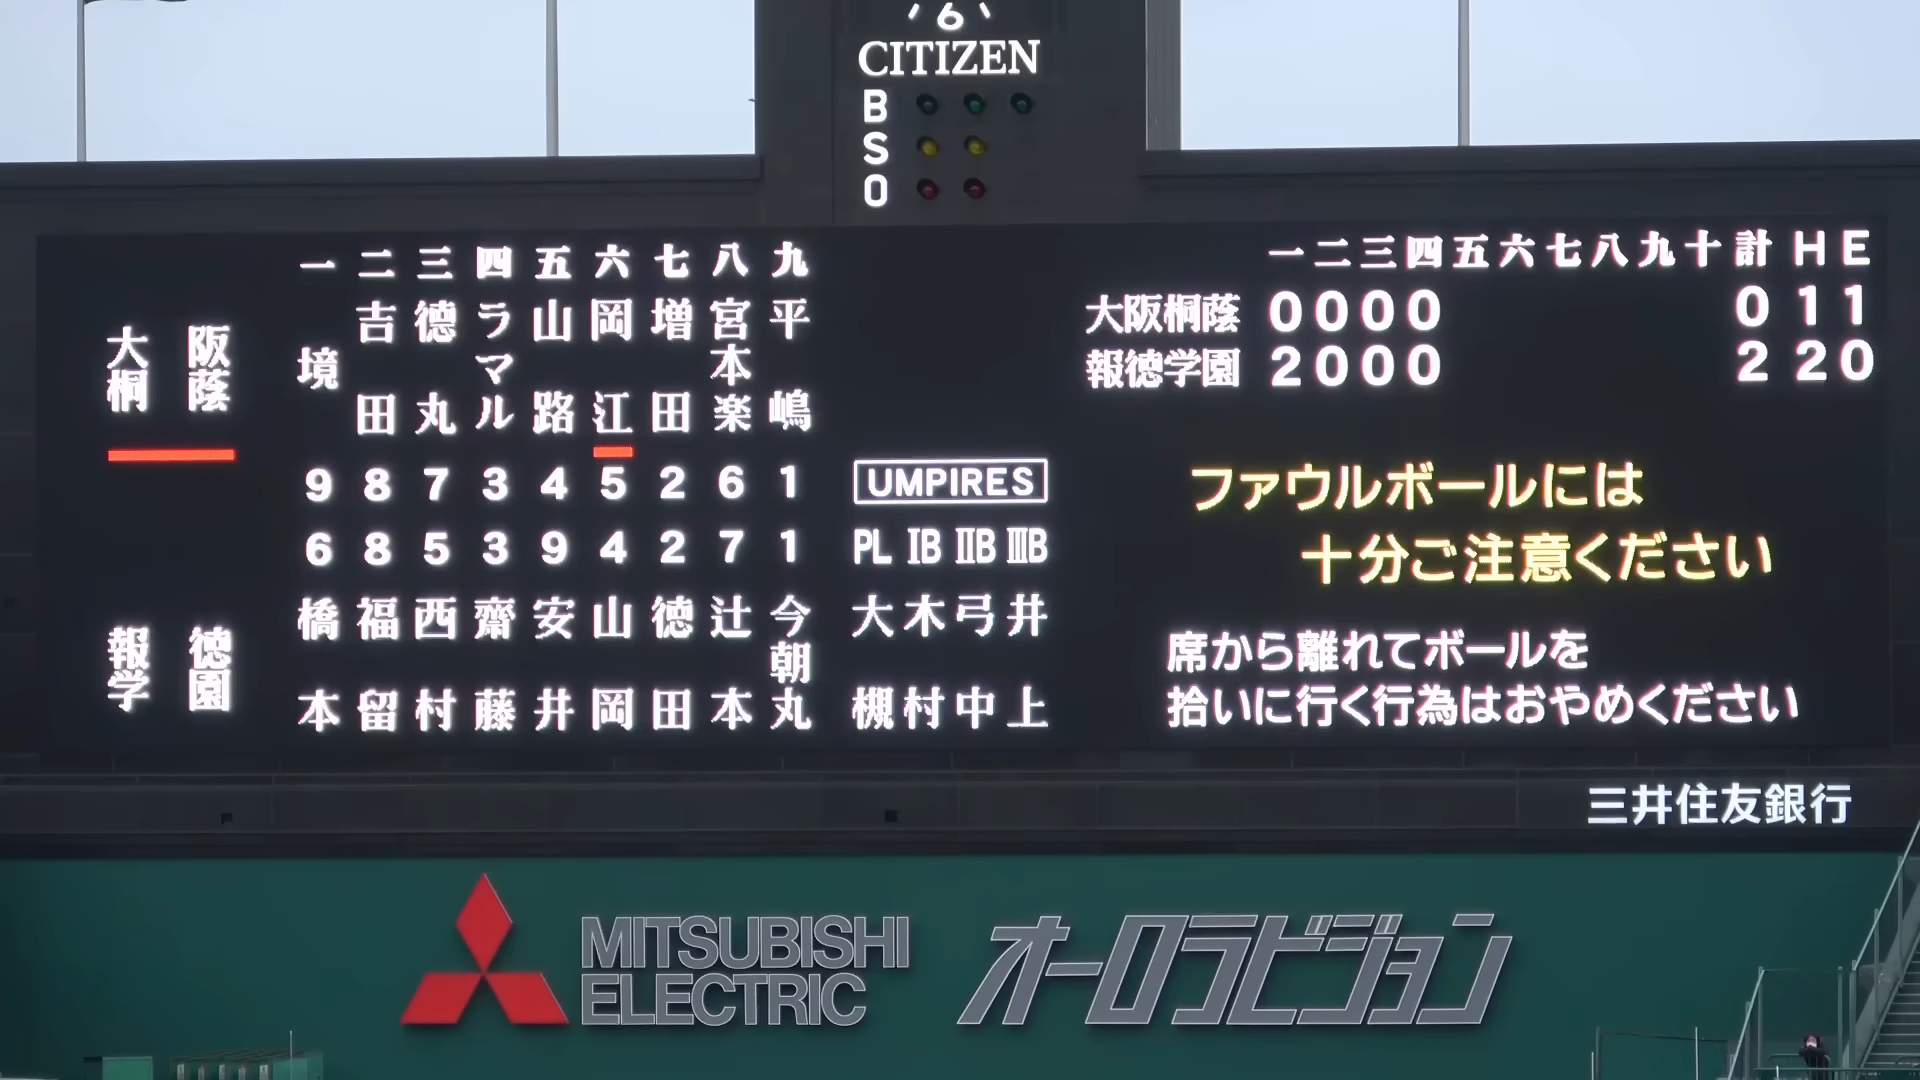 6
CITIZEN
B
S
O
一 二 三 四 五 六 七 八 九
大桐 阪蔭
境 吉田 徳丸 ラマル 山路 岡江 増田 宮本楽 平嶋
9 8 7 3 4 5 2 6 1
6 8 5 3 9 4 2 7 1
報学 徳園
橋本 福留 西村 齋藤 安井 山岡 徳田 辻本 今朝丸
UMPIRES
PL ⅠB ⅡB ⅢB
大槻 木村 弓中 井上
一 二 三 四 五 六 七 八 九 十 計 H E
大阪桐蔭 0 0 0 0 0 1 1
報徳学園 2 0 0 0 2 2 0
ファウルボールには
十分ご注意ください
席から離れてボールを
拾いに行く行為はおやめください
三井住友銀行
MITSUBISHI
ELECTRIC
オーロラビジョン